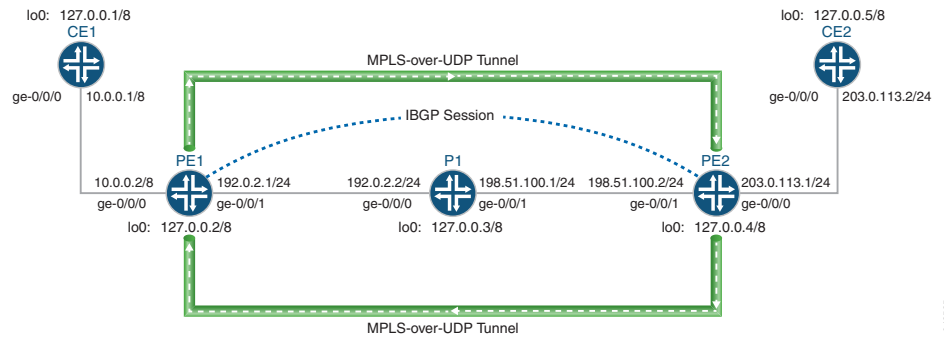 lo0: 127.0.0.1/8
CE1
ge-0/0/0 10.0.0.1/8
lo0: 127.0.0.5/8
CE2
ge-0/0/0 203.0.113.2/24
MPLS-over-UDP Tunnel
IBGP Session
PE1
10.0.0.2/8
ge-0/0/0
192.0.2.1/24
ge-0/0/1
lo0: 127.0.0.2/8
P1
192.0.2.2/24
ge-0/0/0
198.51.100.1/24
ge-0/0/1
lo0: 127.0.0.3/8
PE2
198.51.100.2/24
ge-0/0/1
203.0.113.1/24
ge-0/0/0
lo0: 127.0.0.4/8
MPLS-over-UDP Tunnel